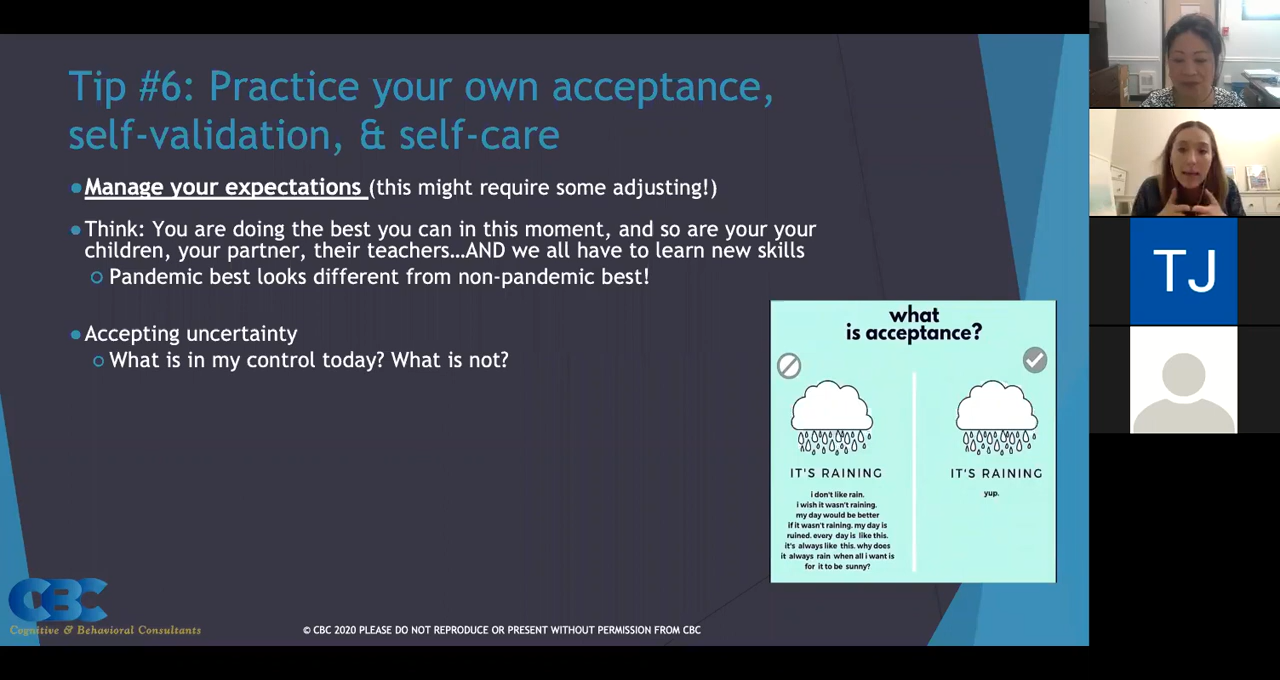 Tip #6: Practice your own acceptance,
self-validation, & self-care
Manage your expectations (this might require some adjusting!)
Think: You are doing the best you can in this moment, and so are your your
children, your partner, their teachers…AND we all have to learn new skills
Pandemic best looks different from non-pandemic best!
Accepting uncertainty
What is in my control today? What is not?
what
is acceptance?
IT'S RAINING
i don't like rain.
i wish it wasn't raining.
my day would be better
if it wasn't raining. my day is
ruined. every day is like this.
it's always like this. why does
it always rain when all i want is
for it to be sunny?
IT'S RAINING
yup.
CBC
Cognitive & Behavioral Consultants
© CBC 2020 PLEASE DO NOT REPRODUCE OR PRESENT WITHOUT PERMISSION FROM CBC
TJ